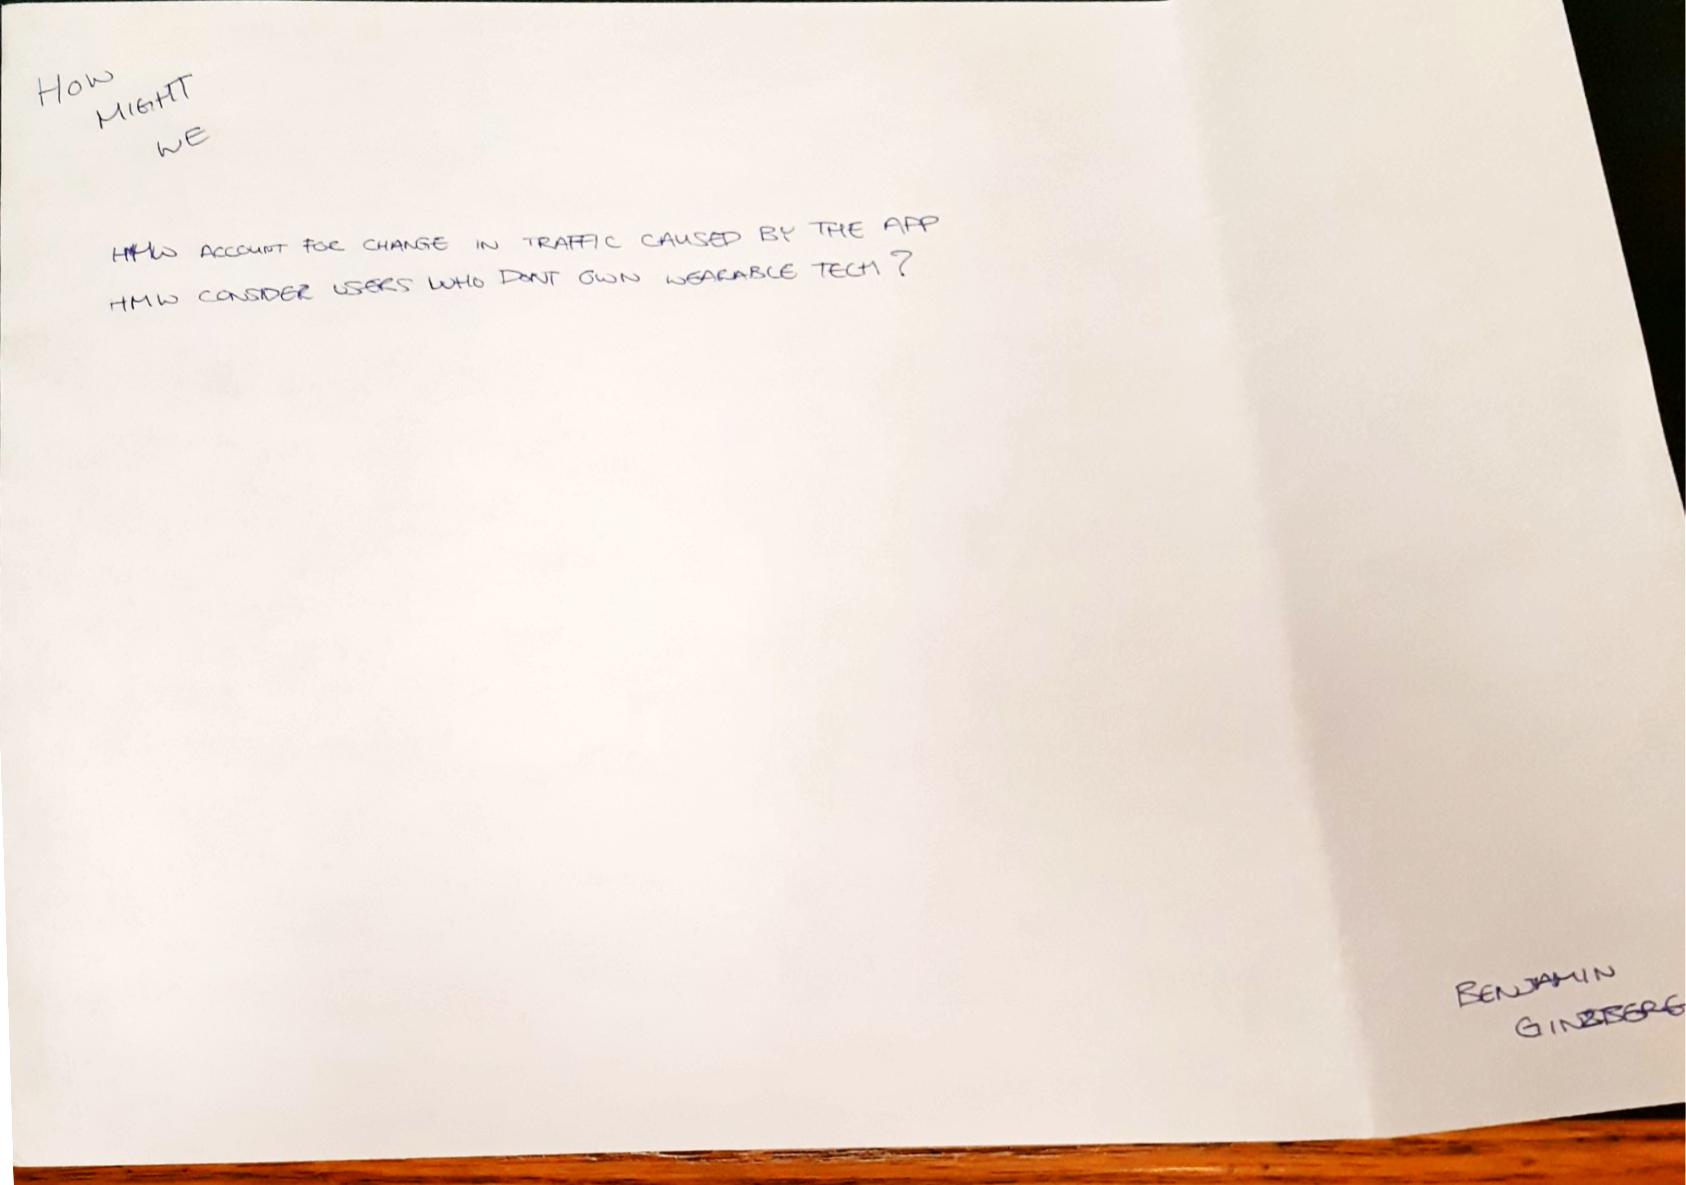 HOW
MIGHT
WE
HMW ACCOUNT FOR CHANGE IN TRAFFIC CAUSED BY THE APP
HMW CONSIDER USERS WHO DONT OWN WEARABLE TECH?
BENJAMIN
GINSBERG